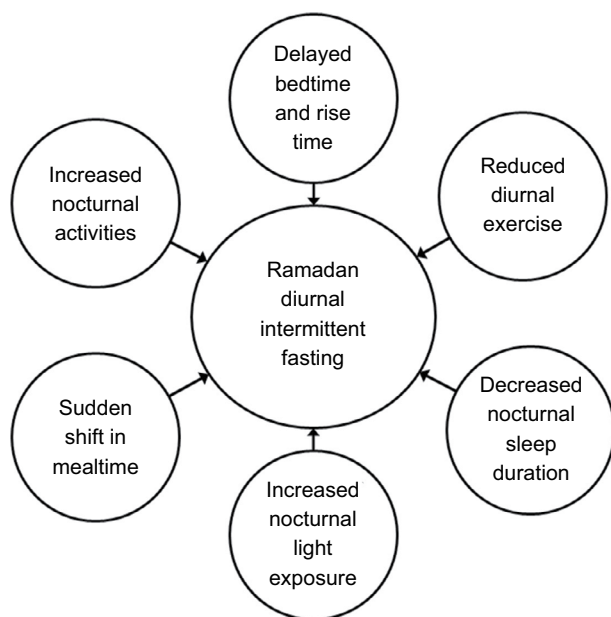 Delayed
bedtime
and rise
time
Increased
nocturnal
activities
Reduced
diurnal
exercise
Ramadan
diurnal
intermittent
fasting
Sudden
shift in
mealtime
Decreased
nocturnal
sleep
duration
Increased
nocturnal
light
exposure